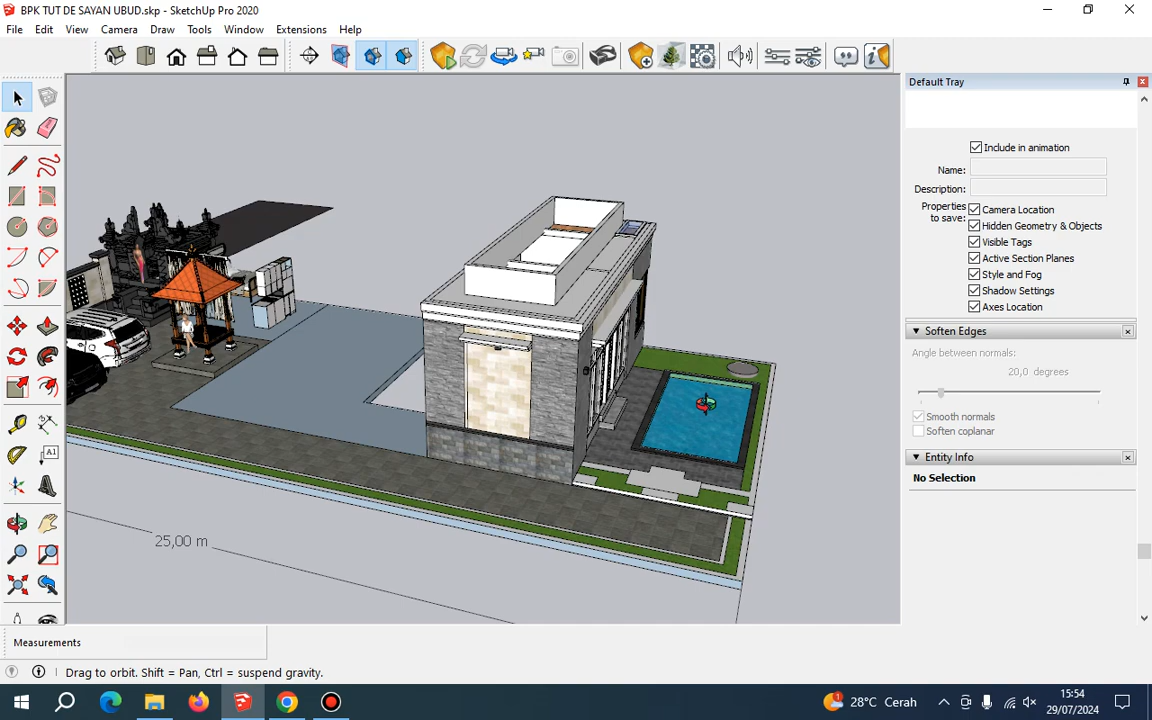 BPK TUT DE SAYAN UBUD.skp - SketchUp Pro 2020
File Edit View Camera Draw Tools Window Extensions Help
Default Tray
Include in animation
Name:
Description:
Properties to save:
Camera Location
Hidden Geometry & Objects
Visible Tags
Active Section Planes
Style and Fog
Shadow Settings
Axes Location
Soften Edges
Angle between normals:
20,0 degrees
Smooth normals
Soften coplanar
Entity Info
No Selection
A1
25,00 m
Measurements
Drag to orbit. Shift = Pan, Ctrl = suspend gravity.
1
28°C Cerah
15:54
29/07/2024